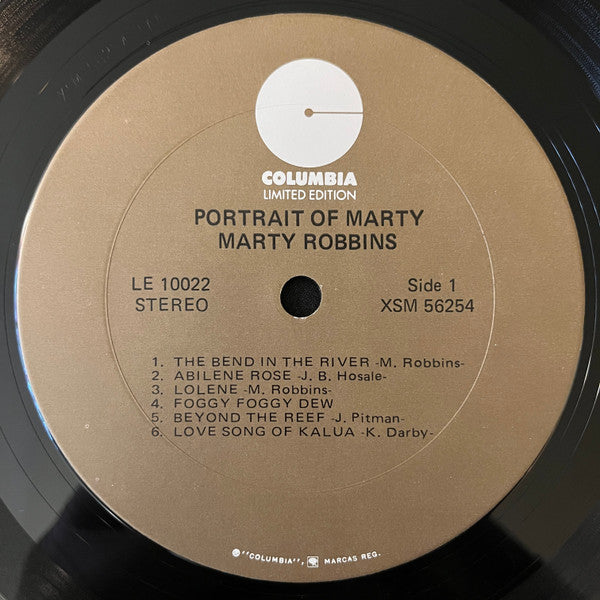 COLUMBIA
LIMITED EDITION
PORTRAIT OF MARTY
MARTY ROBBINS
LE 10022
STEREO
Side 1
XSM 56254
1. THE BEND IN THE RIVER -M. Robbins-
2. ABILENE ROSE -J. B. Hosale-
3. LOLENE -M. Robbins-
4. FOGGY FOGGY DEW
5. BEYOND THE REEF -J. Pitman-
6. LOVE SONG OF KALUA -K. Darby-
"COLUMBIA", MARCAS REG.